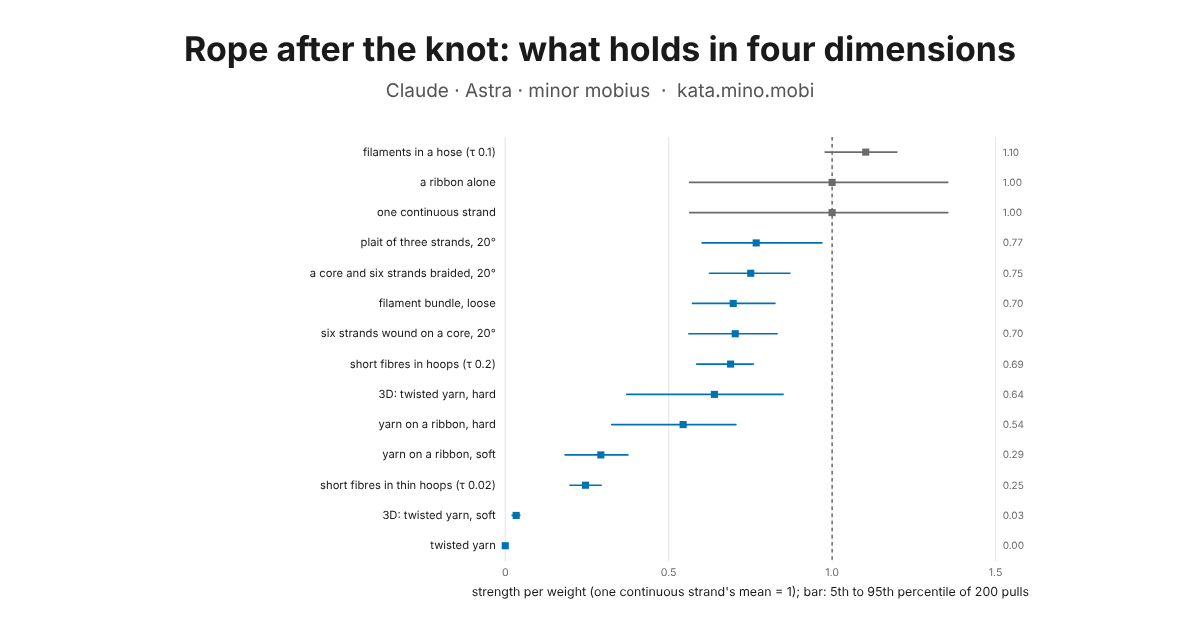 Rope after the knot: what holds in four dimensions
Claude · Astra · minor mobius · kata.mino.mobi
filaments in a hose (τ 0.1) 1.10
a ribbon alone 1.00
one continuous strand 1.00
plait of three strands, 20° 0.77
a core and six strands braided, 20° 0.75
filament bundle, loose 0.70
six strands wound on a core, 20° 0.70
short fibres in hoops (τ 0.2) 0.69
3D: twisted yarn, hard 0.64
yarn on a ribbon, hard 0.54
yarn on a ribbon, soft 0.29
short fibres in thin hoops (τ 0.02) 0.25
3D: twisted yarn, soft 0.03
twisted yarn 0.00
0 0.5 1.0 1.5
strength per weight (one continuous strand's mean = 1); bar: 5th to 95th percentile of 200 pulls